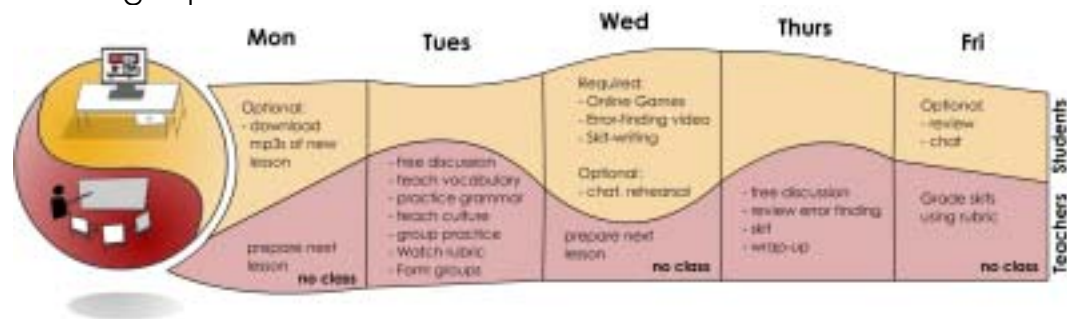 Mon
Tues
Wed
Thurs
Fri
Optional:
- download
mp3s of new
lesson
Required:
- Online Games
- Error-finding video
- Skit-writing
Optional:
- chat, rehearsal
Optional:
- review
- chat
Students
prepare next
lesson
no class
- free discussion
- teach vocabulary
- practice grammar
- teach culture
- group practice
- Watch rubric
- Form groups
prepare next
lesson
no class
- free discussion
- review error finding
- skit
- wrap-up
Grade skits
using rubric
no class
Teachers